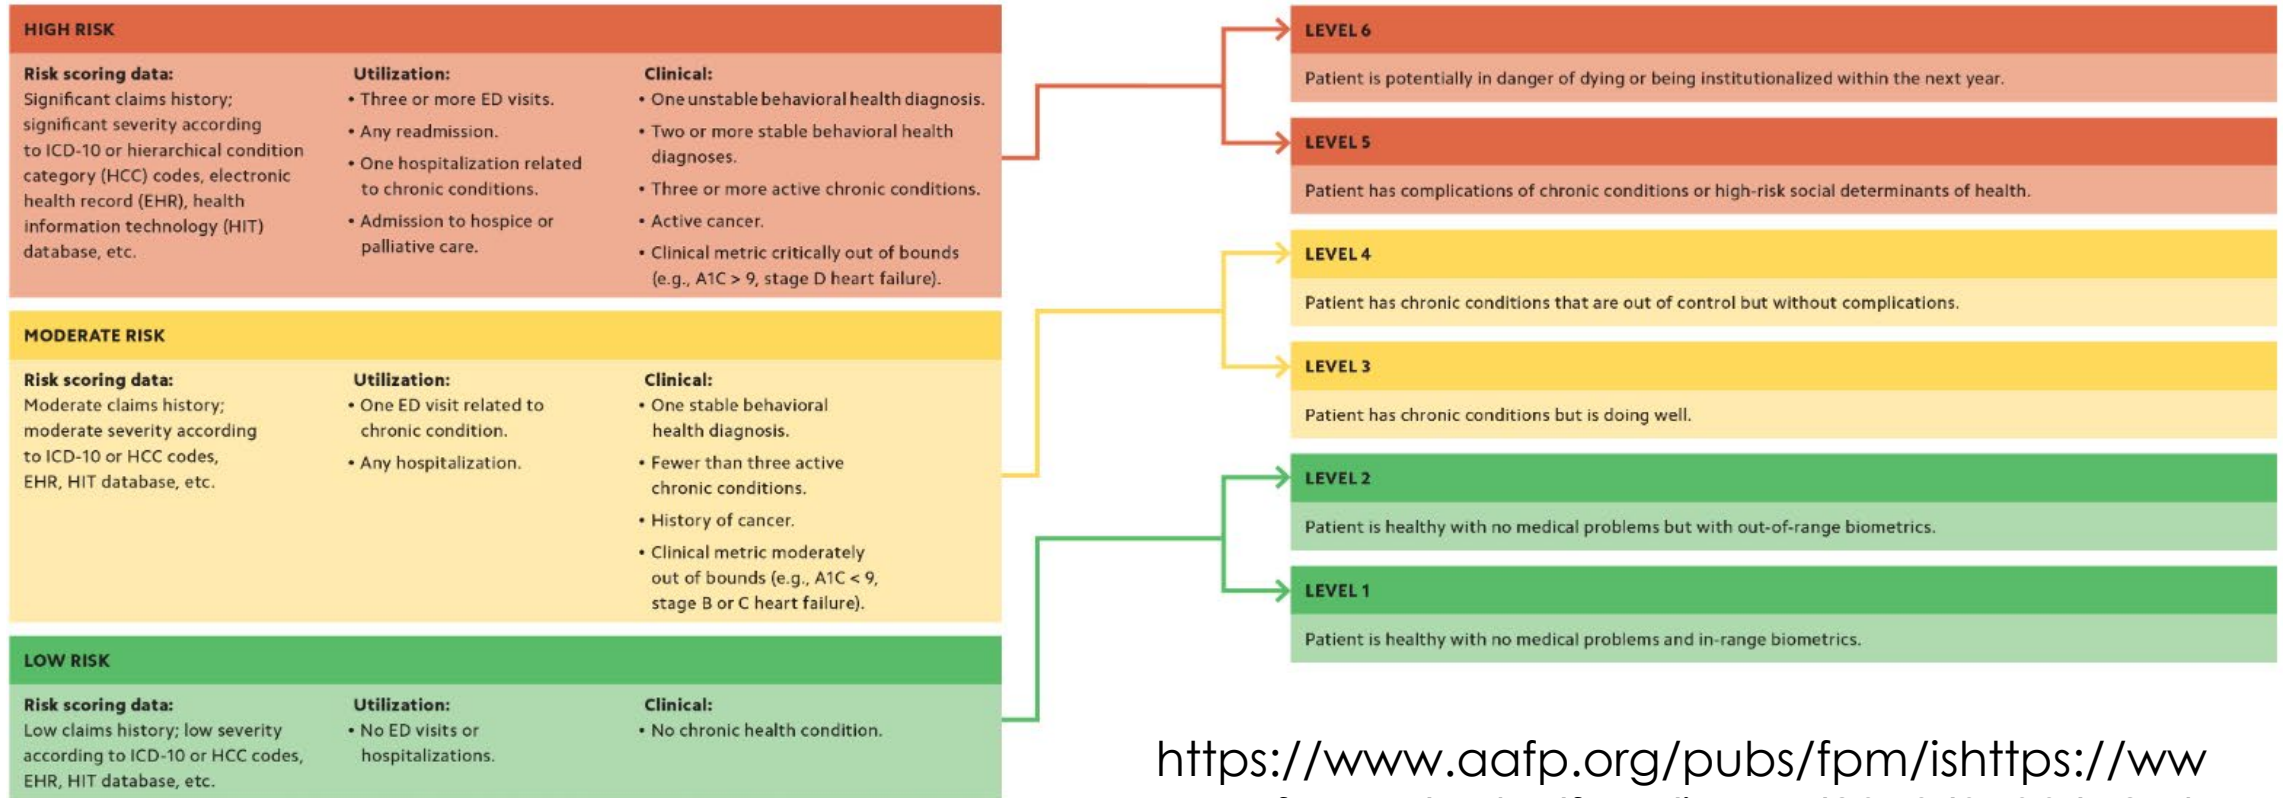 HIGH RISK
Risk scoring data:
Significant claims history;
significant severity according
to ICD-10 or hierarchical condition
category (HCC) codes, electronic
health record (EHR), health
information technology (HIT)
database, etc.
Utilization:
• Three or more ED visits.
• Any readmission.
• One hospitalization related
to chronic conditions.
• Admission to hospice or
palliative care.
Clinical:
• One unstable behavioral health diagnosis.
• Two or more stable behavioral health
diagnoses.
• Three or more active chronic conditions.
• Active cancer.
• Clinical metric critically out of bounds
(e.g., A1C > 9, stage D heart failure).
MODERATE RISK
Risk scoring data:
Moderate claims history;
moderate severity according
to ICD-10 or HCC codes,
EHR, HIT database, etc.
Utilization:
• One ED visit related to
chronic condition.
• Any hospitalization.
Clinical:
• One stable behavioral
health diagnosis.
• Fewer than three active
chronic conditions.
• History of cancer.
• Clinical metric moderately
out of bounds (e.g., A1C < 9,
stage B or C heart failure).
LOW RISK
Risk scoring data:
Low claims history; low severity
according to ICD-10 or HCC codes,
EHR, HIT database, etc.
Utilization:
• No ED visits or
hospitalizations.
Clinical:
• No chronic health condition.
LEVEL 6
Patient is potentially in danger of dying or being institutionalized within the next year.
LEVEL 5
Patient has complications of chronic conditions or high-risk social determinants of health.
LEVEL 4
Patient has chronic conditions that are out of control but without complications.
LEVEL 3
Patient has chronic conditions but is doing well.
LEVEL 2
Patient is healthy with no medical problems but with out-of-range biometrics.
LEVEL 1
Patient is healthy with no medical problems and in-range biometrics.
https://www.aafp.org/pubs/fpm/ishttps://ww